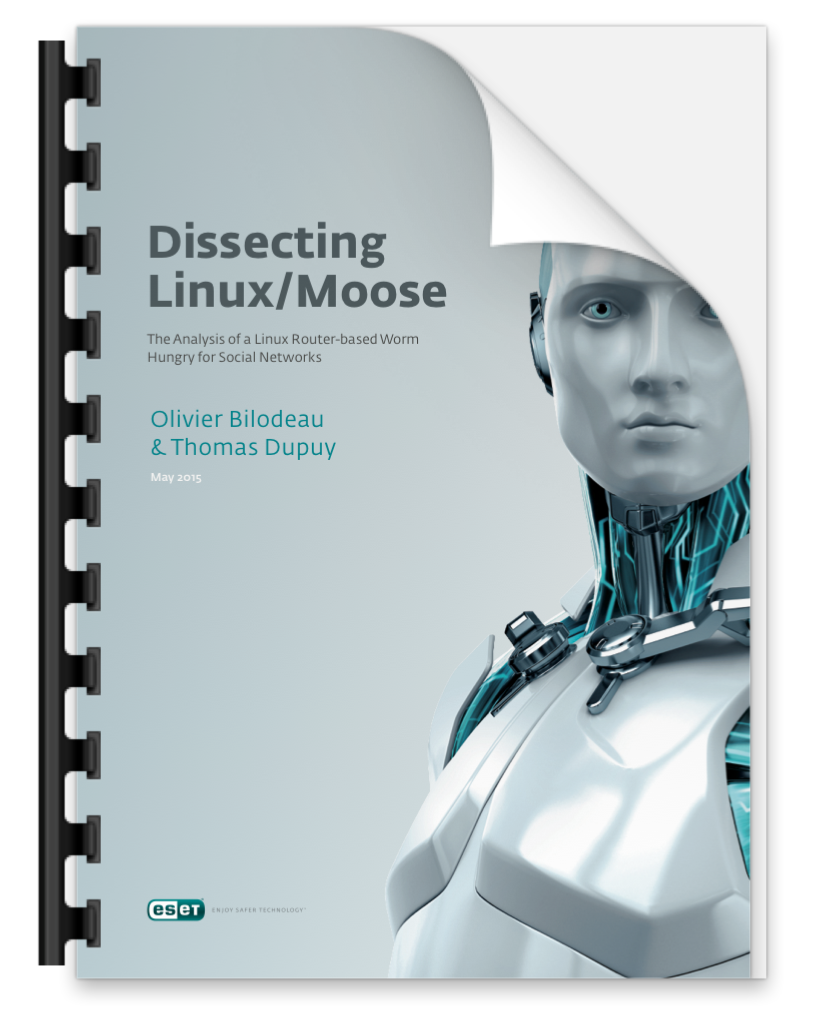 Dissecting
Linux/Moose
The Analysis of a Linux Router-based Worm
Hungry for Social Networks
Olivier Bilodeau
& Thomas Dupuy
May 2015
eset ENJOY SAFER TECHNOLOGY™